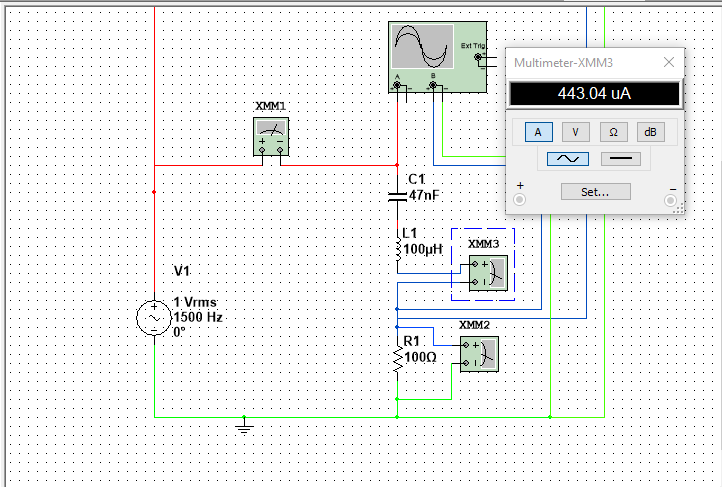 Ext Trig
A
B
Multimeter-XMM3
443.04 uA
A
V
Ω
dB
Set...
+
−
XMM1
C1
47nF
L1
100µH
XMM3
V1
1 Vrms
1500 Hz
0°
XMM2
R1
100Ω